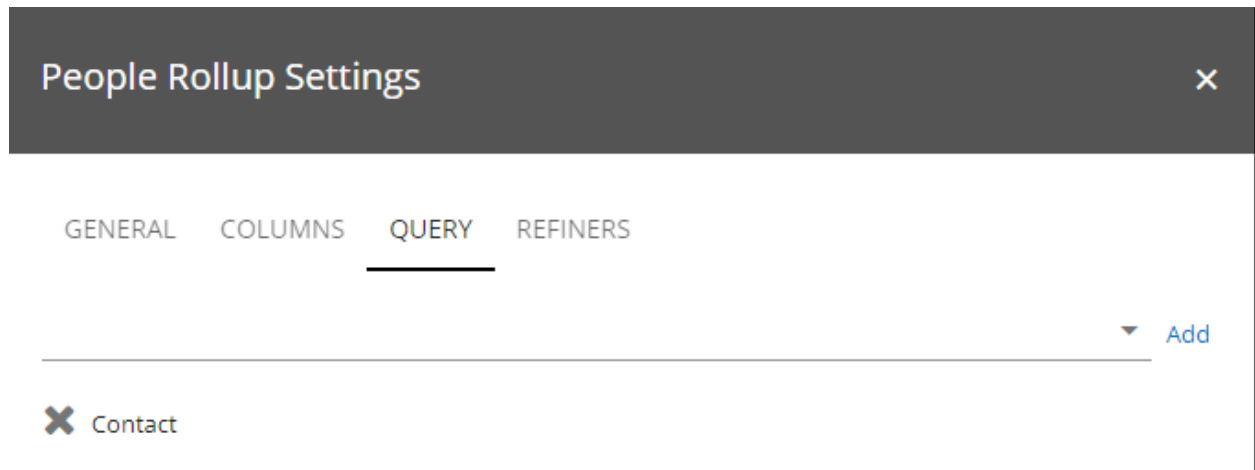 People Rollup Settings
GENERAL COLUMNS QUERY REFINERS
Add
Contact